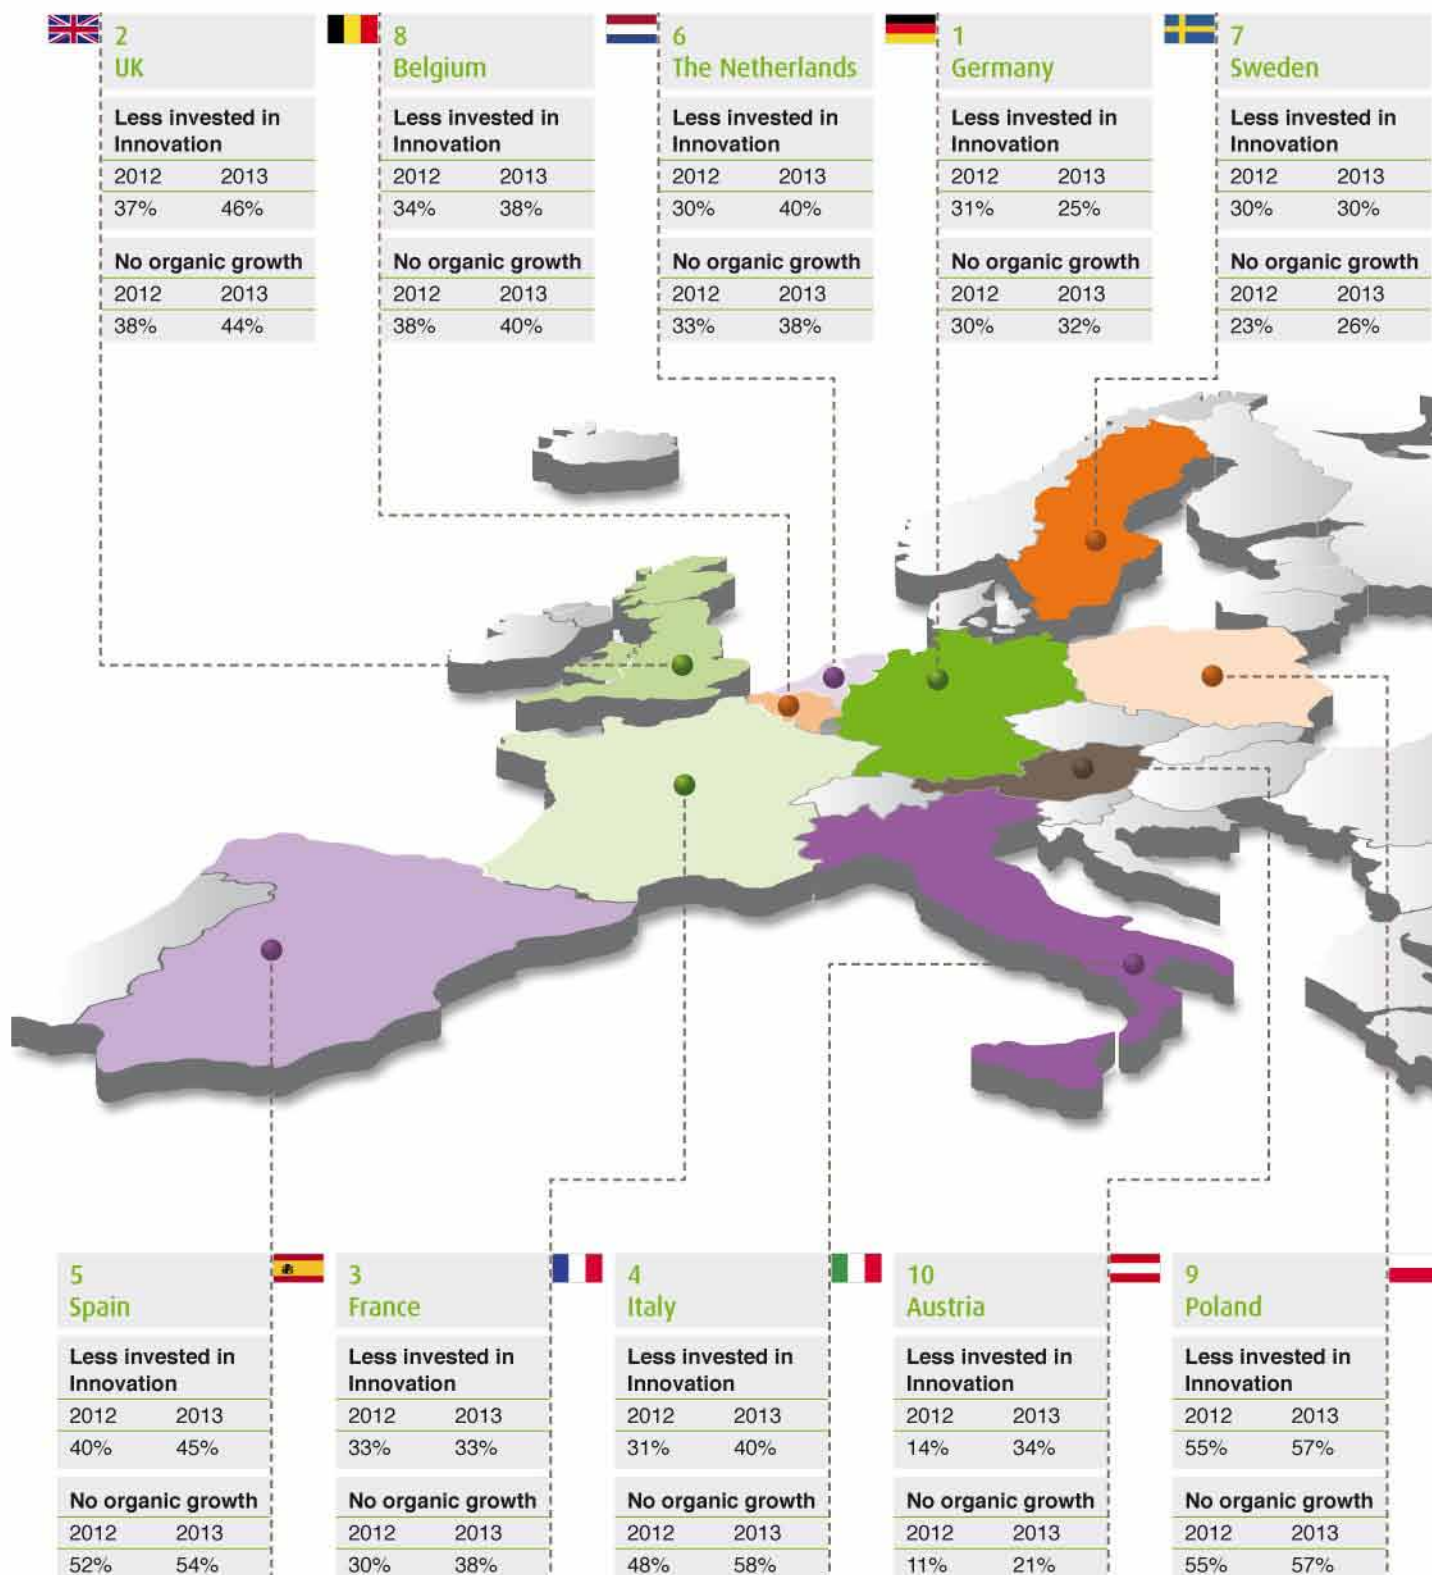 2
UK
Less invested in
Innovation
2012 2013
37% 46%
No organic growth
2012 2013
38% 44%
8
Belgium
Less invested in
Innovation
2012 2013
34% 38%
No organic growth
2012 2013
38% 40%
6
The Netherlands
Less invested in
Innovation
2012 2013
30% 40%
No organic growth
2012 2013
33% 38%
1
Germany
Less invested in
Innovation
2012 2013
31% 25%
No organic growth
2012 2013
30% 32%
7
Sweden
Less invested in
Innovation
2012 2013
30% 30%
No organic growth
2012 2013
23% 26%
5
Spain
Less invested in
Innovation
2012 2013
40% 45%
No organic growth
2012 2013
52% 54%
3
France
Less invested in
Innovation
2012 2013
33% 33%
No organic growth
2012 2013
30% 38%
4
Italy
Less invested in
Innovation
2012 2013
31% 40%
No organic growth
2012 2013
48% 58%
10
Austria
Less invested in
Innovation
2012 2013
14% 34%
No organic growth
2012 2013
11% 21%
9
Poland
Less invested in
Innovation
2012 2013
55% 57%
No organic growth
2012 2013
55% 57%